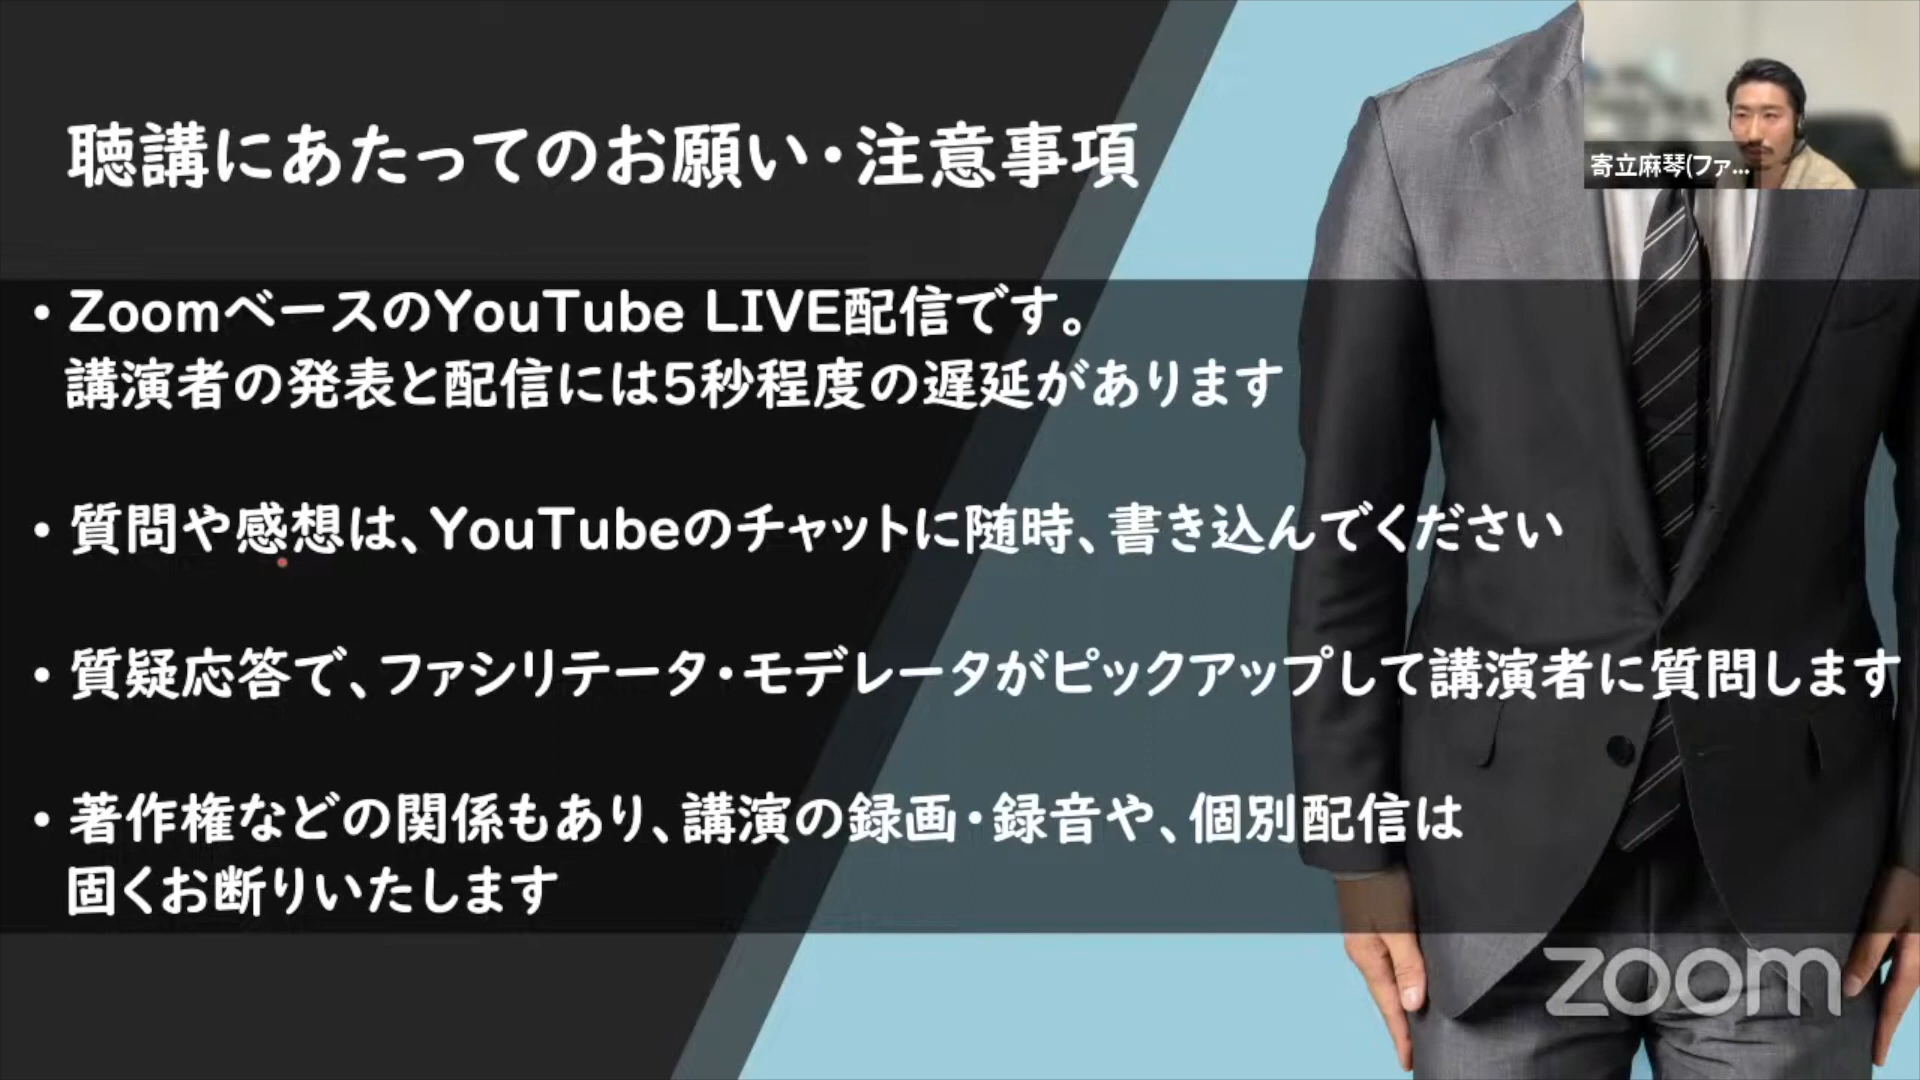 聴講にあたってのお願い・注意事項
寄立麻琴(ファ...
・ZoomベースのYouTube LIVE配信です。
講演者の発表と配信には5秒程度の遅延があります
・質問や感想は、YouTubeのチャットに随時、書き込んでください
・質疑応答で、ファシリテータ・モデレータがピックアップして講演者に質問します
・著作権などの関係もあり、講演の録画・録音や、個別配信は
固くお断りいたします
zoom